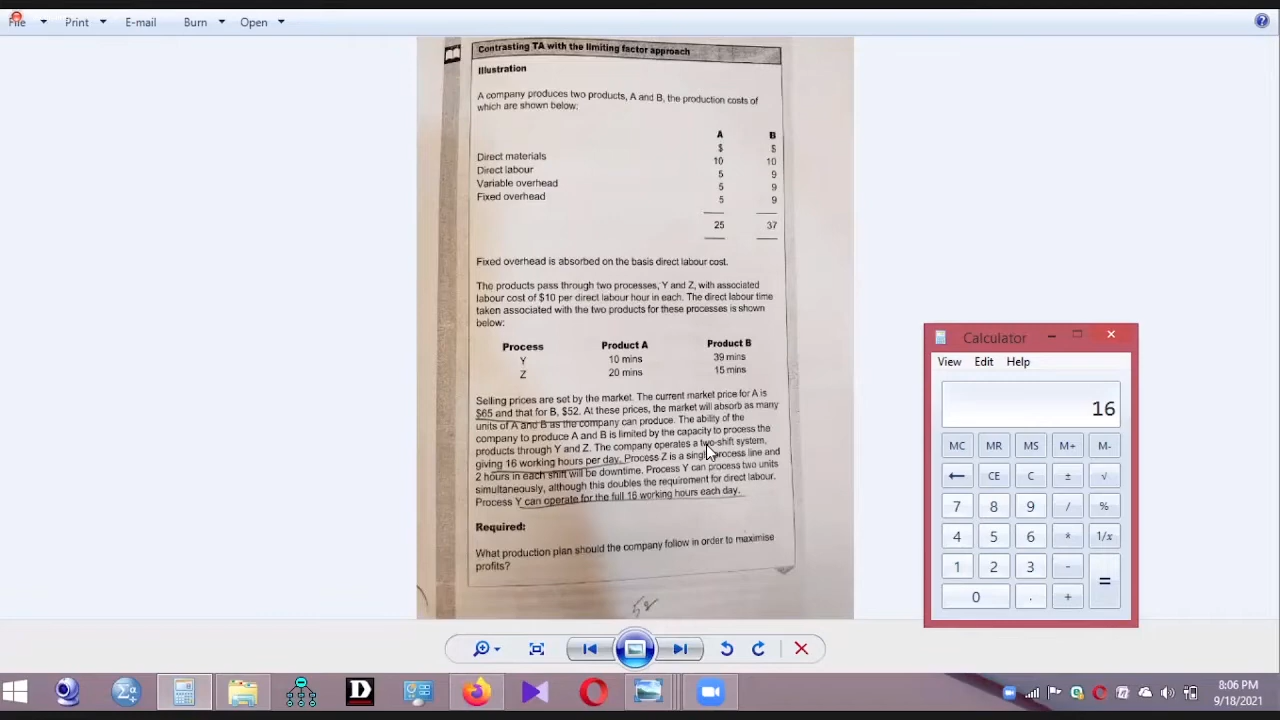 File Print E-mail Burn Open
Contrasting TA with the limiting factor approach
Illustration
A company produces two products, A and B, the production costs of
which are shown below:
A B
$ $
Direct materials 10 10
Direct labour 5 9
Variable overhead 5 9
Fixed overhead 5 9
25 37
Fixed overhead is absorbed on the basis direct labour cost.
The products pass through two processes, Y and Z, with associated
labour cost of $10 per direct labour hour in each. The direct labour time
taken associated with the two products for these processes is shown
below:
Process Product A Product B
Y 10 mins 39 mins
Z 20 mins 15 mins
Selling prices are set by the market. The current market price for A is
$65 and that for B, $52. At these prices, the market will absorb as many
units of A and B as the company can produce. The ability of the
company to produce A and B is limited by the capacity to process the
products through Y and Z. The company operates a two-shift system,
giving 16 working hours per day. Process Z is a single process line and
2 hours in each shift will be downtime. Process Y can process two units
simultaneously, although this doubles the requirement for direct labour.
Process Y can operate for the full 16 working hours each day.
Required:
What production plan should the company follow in order to maximise
profits?
58
Calculator
View Edit Help
16
MC MR MS M+ M-
← CE C ± √
7 8 9 / %
4 5 6 * 1/x
1 2 3 - =
0 . +
8:06 PM
9/18/2021